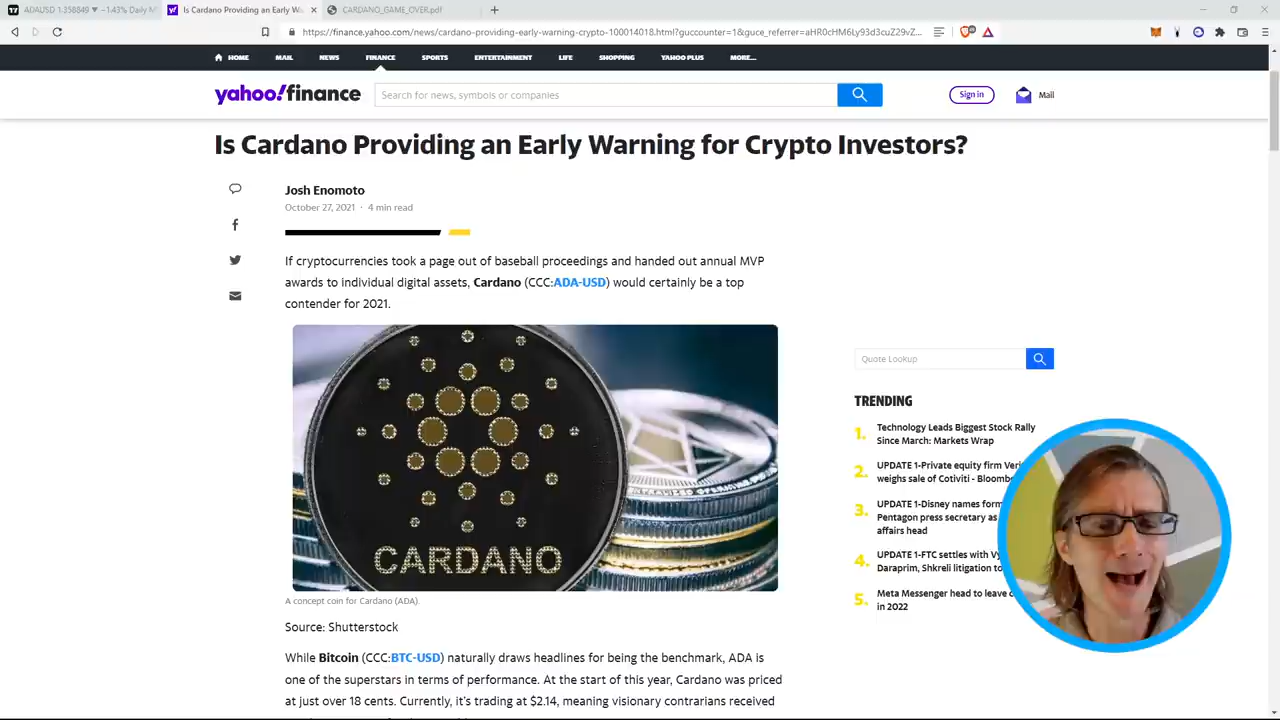 ADAUSD 1.358849 ▼ −1.43% Daily M
Is Cardano Providing an Early Wa
CARDANO_GAME_OVER.pdf
https://finance.yahoo.com/news/cardano-providing-early-warning-crypto-100014018.html?guccounter=1&guce_referrer=aHR0cHM6Ly93d3cuZ29vZ...
HOME MAIL NEWS FINANCE SPORTS ENTERTAINMENT LIFE SHOPPING YAHOO PLUS MORE...
yahoo!finance
Search for news, symbols or companies
Sign in
Mail
Is Cardano Providing an Early Warning for Crypto Investors?
Josh Enomoto
October 27, 2021 · 4 min read
If cryptocurrencies took a page out of baseball proceedings and handed out annual MVP
awards to individual digital assets, Cardano (CCC:ADA-USD) would certainly be a top
contender for 2021.
CARDANO
A concept coin for Cardano (ADA).
Source: Shutterstock
While Bitcoin (CCC:BTC-USD) naturally draws headlines for being the benchmark, ADA is
one of the superstars in terms of performance. At the start of this year, Cardano was priced
at just over 18 cents. Currently, it's trading at $2.14, meaning visionary contrarians received
Quote Lookup
TRENDING
1. Technology Leads Biggest Stock Rally
Since March: Markets Wrap
2. UPDATE 1-Private equity firm Veri
weighs sale of Cotiviti - Bloomb
3. UPDATE 1-Disney names form
Pentagon press secretary as
affairs head
4. UPDATE 1-FTC settles with Vy
Daraprim, Shkreli litigation to
5. Meta Messenger head to leave
in 2022